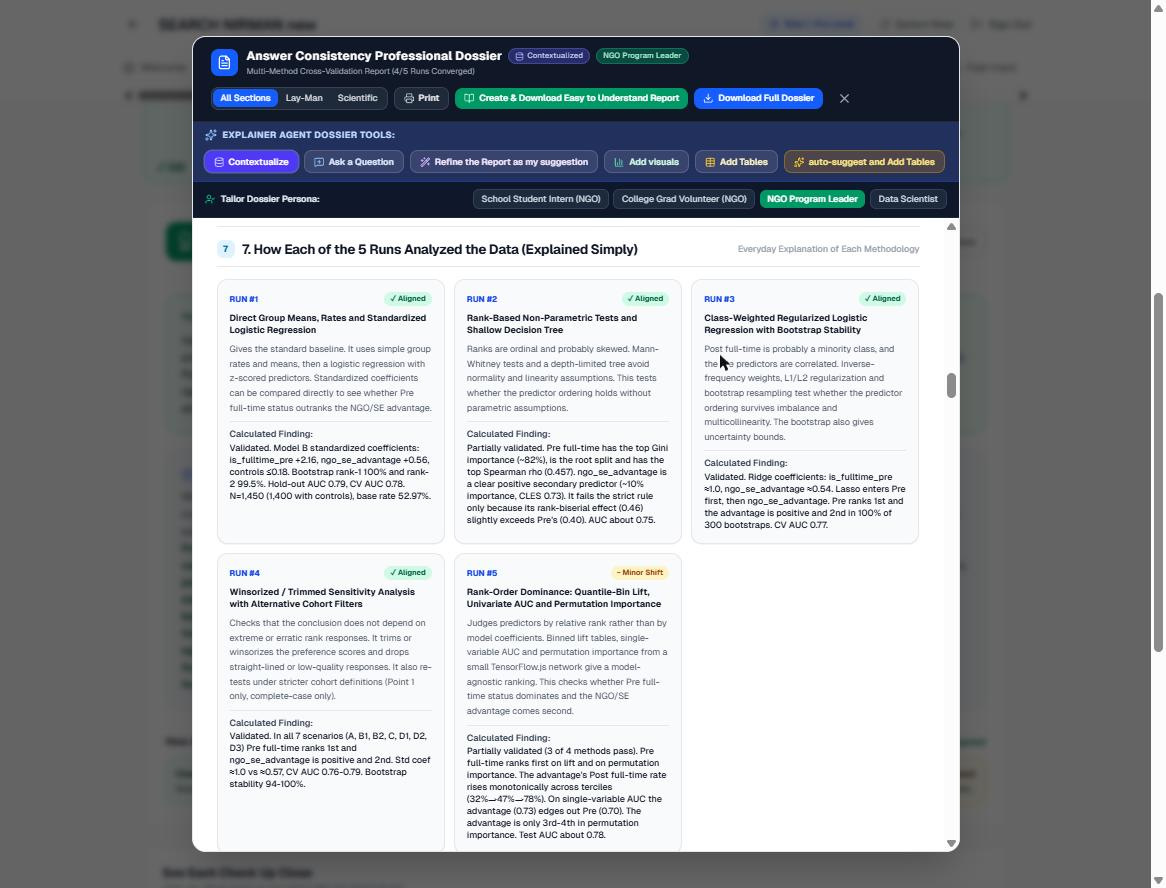 SEARCH NIRMAN new
Sign Out
Answer Consistency Professional Dossier
Contextualized
NGO Program Leader
Multi-Method Cross-Validation Report (4/5 Runs Converged)
All Sections
Lay-Man
Scientific
Print
Create & Download Easy to Understand Report
Download Full Dossier
EXPLAINER AGENT DOSSIER TOOLS:
Contextualize
Ask a Question
Refine the Report as my suggestion
Add visuals
Add Tables
auto-suggest and Add Tables
Tailor Dossier Persona:
School Student Intern (NGO)
College Grad Volunteer (NGO)
NGO Program Leader
Data Scientist
7
7. How Each of the 5 Runs Analyzed the Data (Explained Simply)
Everyday Explanation of Each Methodology
RUN #1
✓ Aligned
Direct Group Means, Rates and Standardized
Logistic Regression
Gives the standard baseline. It uses simple group
rates and means, then a logistic regression with
z-scored predictors. Standardized coefficients
can be compared directly to see whether Pre
full-time status outranks the NGO/SE advantage.
Calculated Finding:
Validated. Model B standardized coefficients:
is_fulltime_pre +2.16, ngo_se_advantage +0.56,
controls ≤0.18. Bootstrap rank-1 100% and rank-
2 99.5%. Hold-out AUC 0.79, CV AUC 0.78.
N=1,450 (1,400 with controls), base rate 52.97%.
RUN #2
✓ Aligned
Rank-Based Non-Parametric Tests and
Shallow Decision Tree
Ranks are ordinal and probably skewed. Mann-
Whitney tests and a depth-limited tree avoid
normality and linearity assumptions. This tests
whether the predictor ordering holds without
parametric assumptions.
Calculated Finding:
Partially validated. Pre full-time has the top Gini
importance (~82%), is the root split and has the
top Spearman rho (0.457). ngo_se_advantage is
a clear positive secondary predictor (~10%
importance, CLES 0.73). It fails the strict rule
only because its rank-biserial effect (0.46)
slightly exceeds Pre's (0.40). AUC about 0.75.
RUN #3
✓ Aligned
Class-Weighted Regularized Logistic
Regression with Bootstrap Stability
Post full-time is probably a minority class, and
the predictors are correlated. Inverse-
frequency weights, L1/L2 regularization and
bootstrap resampling test whether the predictor
ordering survives imbalance and
multicollinearity. The bootstrap also gives
uncertainty bounds.
Calculated Finding:
Validated. Ridge coefficients: is_fulltime_pre
≈1.0, ngo_se_advantage ≈0.54. Lasso enters Pre
first, then ngo_se_advantage. Pre ranks 1st and
the advantage is positive and 2nd in 100% of
300 bootstraps. CV AUC 0.77.
RUN #4
✓ Aligned
Winsorized / Trimmed Sensitivity Analysis
with Alternative Cohort Filters
Checks that the conclusion does not depend on
extreme or erratic rank responses. It trims or
winsorizes the preference scores and drops
straight-lined or low-quality responses. It also re-
tests under stricter cohort definitions (Point 1
only, complete-case only).
Calculated Finding:
Validated. In all 7 scenarios (A, B1, B2, C, D1, D2,
D3) Pre full-time ranks 1st and
ngo_se_advantage is positive and 2nd. Std coef
≈1.0 vs ≈0.57, CV AUC 0.76-0.79. Bootstrap
stability 94-100%.
RUN #5
~ Minor Shift
Rank-Order Dominance: Quantile-Bin Lift,
Univariate AUC and Permutation Importance
Judges predictors by relative rank rather than by
model coefficients. Binned lift tables, single-
variable AUC and permutation importance from a
small TensorFlow.js network give a model-
agnostic ranking. This checks whether Pre full-
time status dominates and the NGO/SE
advantage comes second.
Calculated Finding:
Partially validated (3 of 4 methods pass). Pre
full-time ranks first on lift and on permutation
importance. The advantage's Post full-time rate
rises monotonically across terciles
(32%→47%→78%). On single-variable AUC the
advantage (0.73) edges out Pre (0.70). The
advantage is only 3rd-4th in permutation
importance. Test AUC about 0.78.
See Each Check Up Close